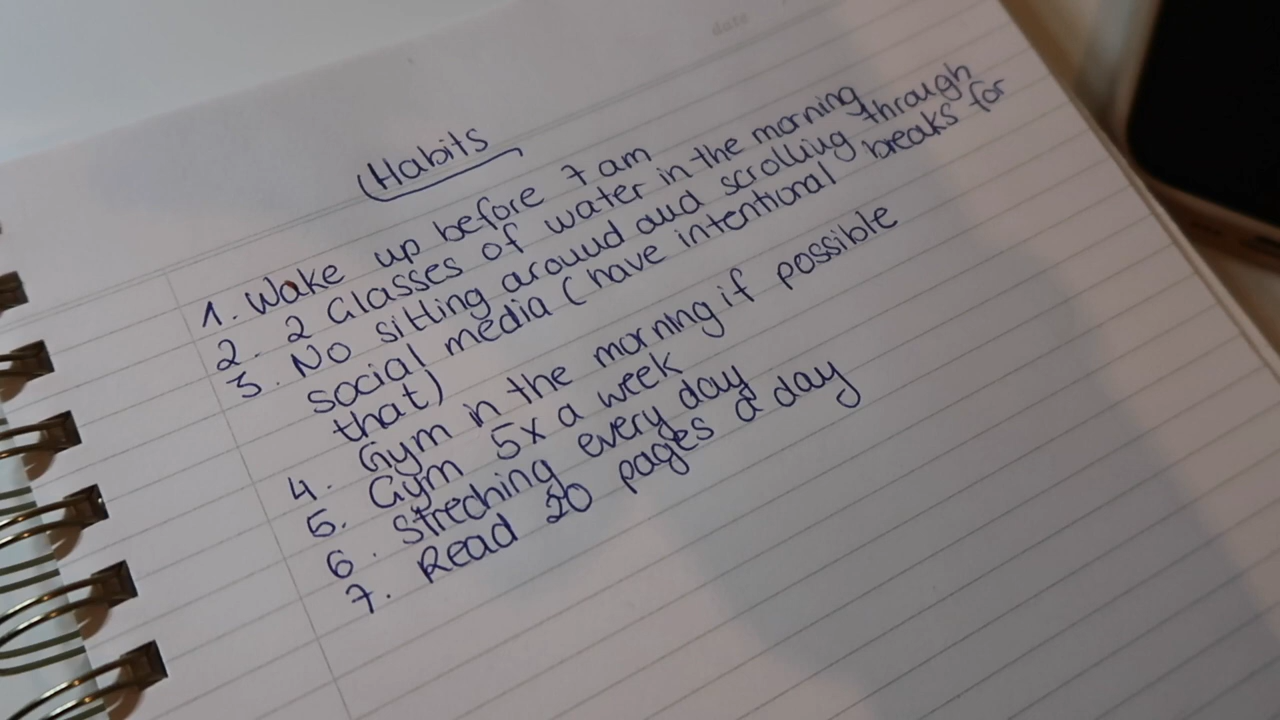 date
Habits
1. Wake up before 7 am
2. 2 Glasses of water in the morning
3. No sitting around and scrolling through
social media (have intentional breaks for
that)
4. Gym in the morning if possible
5. Gym 5x a week
6. Streching every day
7. Read 20 pages a day